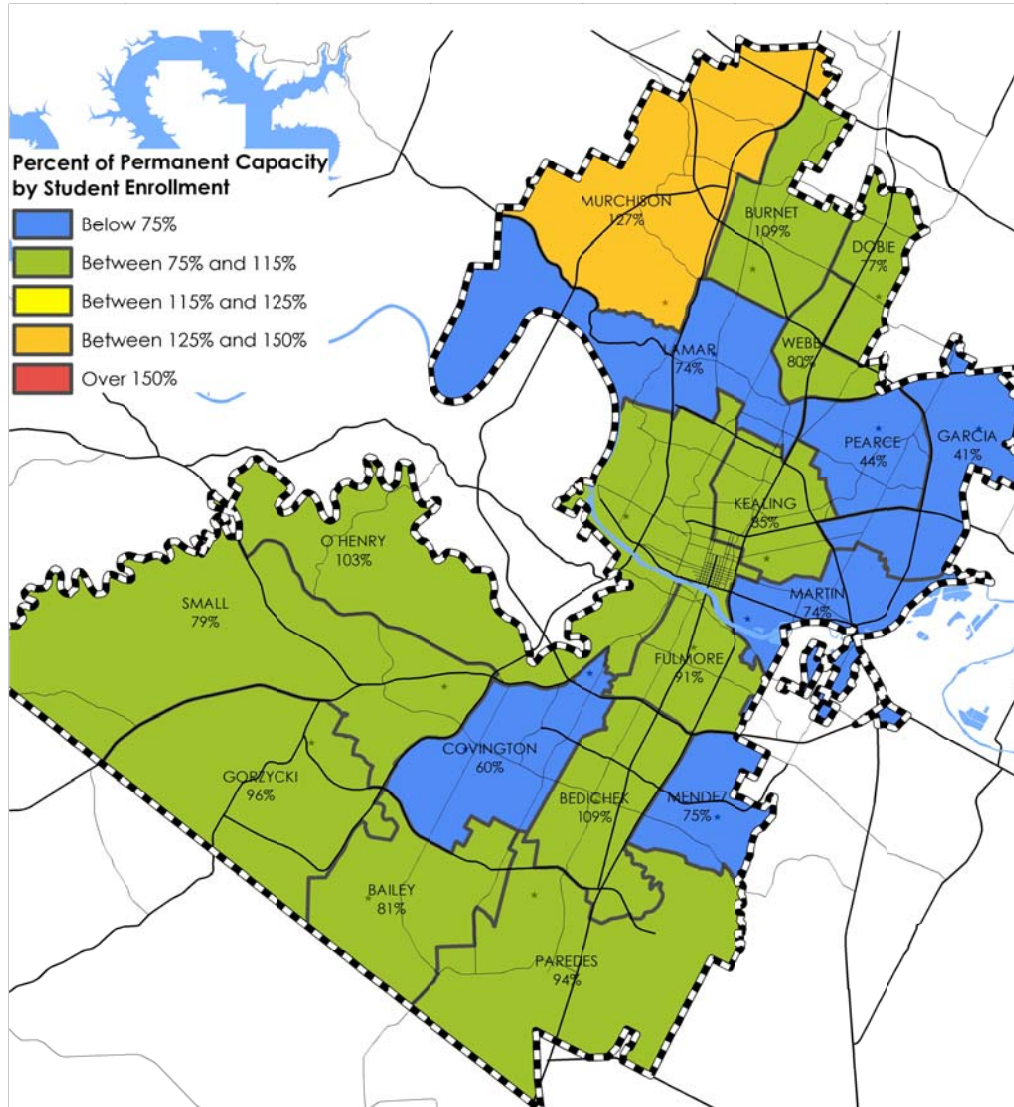 Percent of Permanent Capacity
by Student Enrollment
Below 75%
Between 75% and 115%
Between 115% and 125%
Between 125% and 150%
Over 150%
MURCHISON
127%
BURNET
109%
DOBIE
77%
LAMAR
74%
WEBB
80%
PEARCE
44%
GARCIA
41%
KEALING
85%
O HENRY
103%
MARTIN
74%
SMALL
79%
FULMORE
91%
COVINGTON
60%
GORZYCKI
96%
BEDICHEK
109%
MENDEZ
75%
BAILEY
81%
PAREDES
94%